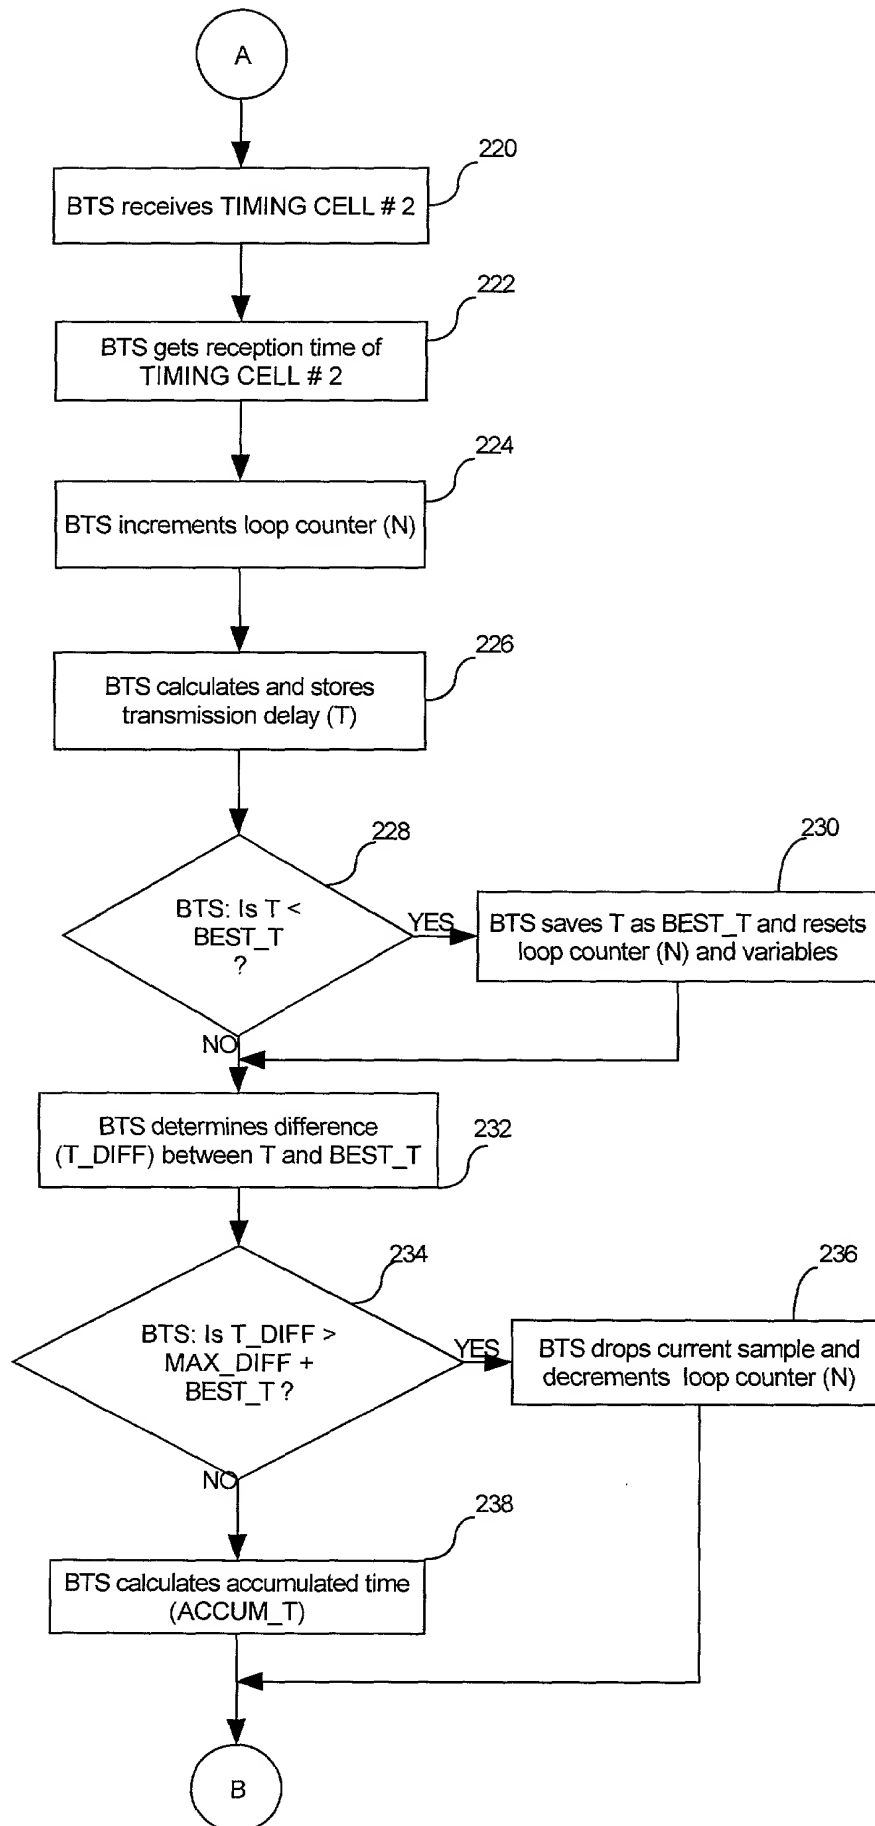 A
220
BTS receives TIMING CELL # 2
222
BTS gets reception time of
TIMING CELL # 2
224
BTS increments loop counter (N)
226
BTS calculates and stores
transmission delay (T)
228
BTS: Is T <
BEST_T
?
YES
230
BTS saves T as BEST_T and resets
loop counter (N) and variables
NO
BTS determines difference
(T_DIFF) between T and BEST_T
232
234
BTS: Is T_DIFF >
MAX_DIFF +
BEST_T ?
YES
236
BTS drops current sample and
decrements loop counter (N)
NO
238
BTS calculates accumulated time
(ACCUM_T)
B